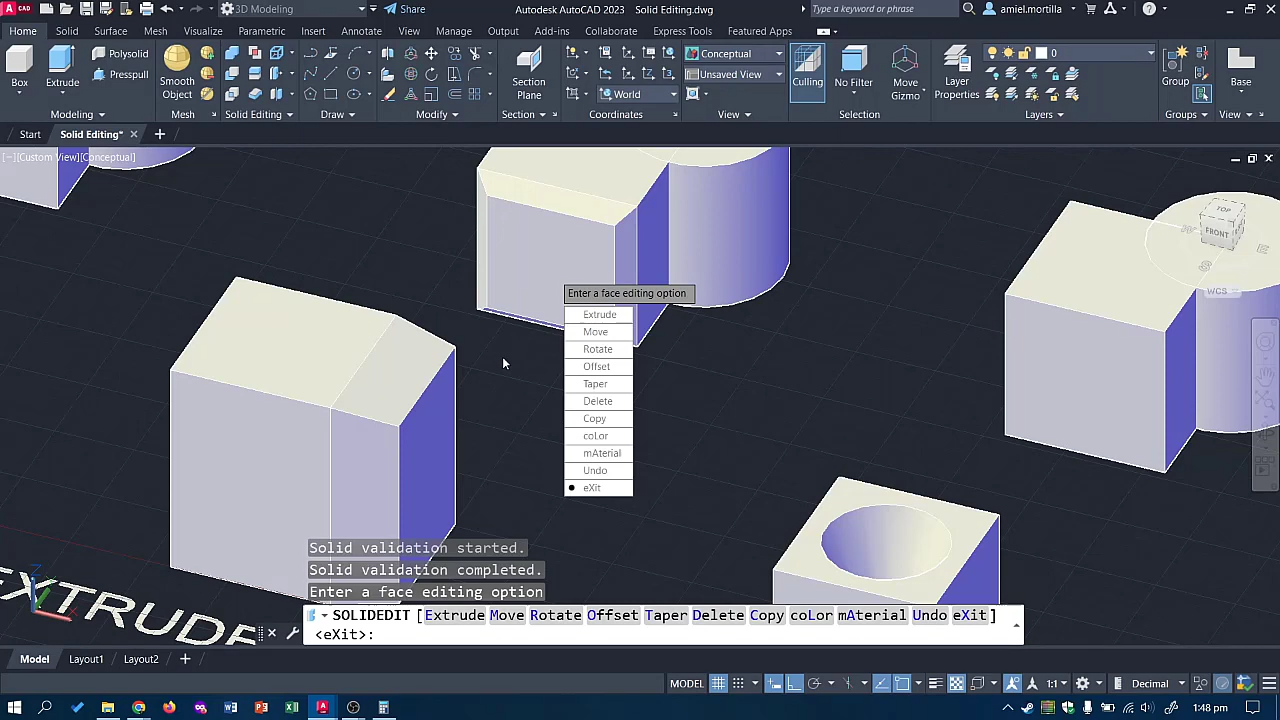 CAD
3D Modeling
Share
Autodesk AutoCAD 2023 Solid Editing.dwg
Type a keyword or phrase
amiel.mortilla
Home Solid Surface Mesh Visualize Parametric Insert Annotate View Manage Output Add-ins Collaborate Express Tools Featured Apps
Box
Extrude
Polysolid
Presspull
Smooth
Object
Section
Plane
World
Conceptual
Unsaved View
Culling
No Filter
Move
Gizmo
Layer
Properties
0
Group
Base
Modeling Mesh Solid Editing Draw Modify Section Coordinates View Selection Layers Groups View
Start Solid Editing*
[−][Custom View][Conceptual]
TOP
FRONT
W
E
S
WCS
Enter a face editing option
Extrude
Move
Rotate
Offset
Taper
Delete
Copy
coLor
mAterial
Undo
eXit
Solid validation started.
Solid validation completed.
Enter a face editing option
SOLIDEDIT [Extrude Move Rotate Offset Taper Delete Copy coLor mAterial Undo eXit]
<eXit>:
Z
X
EXTRUDE
Model Layout1 Layout2
MODEL
1:1
Decimal
1:48 pm